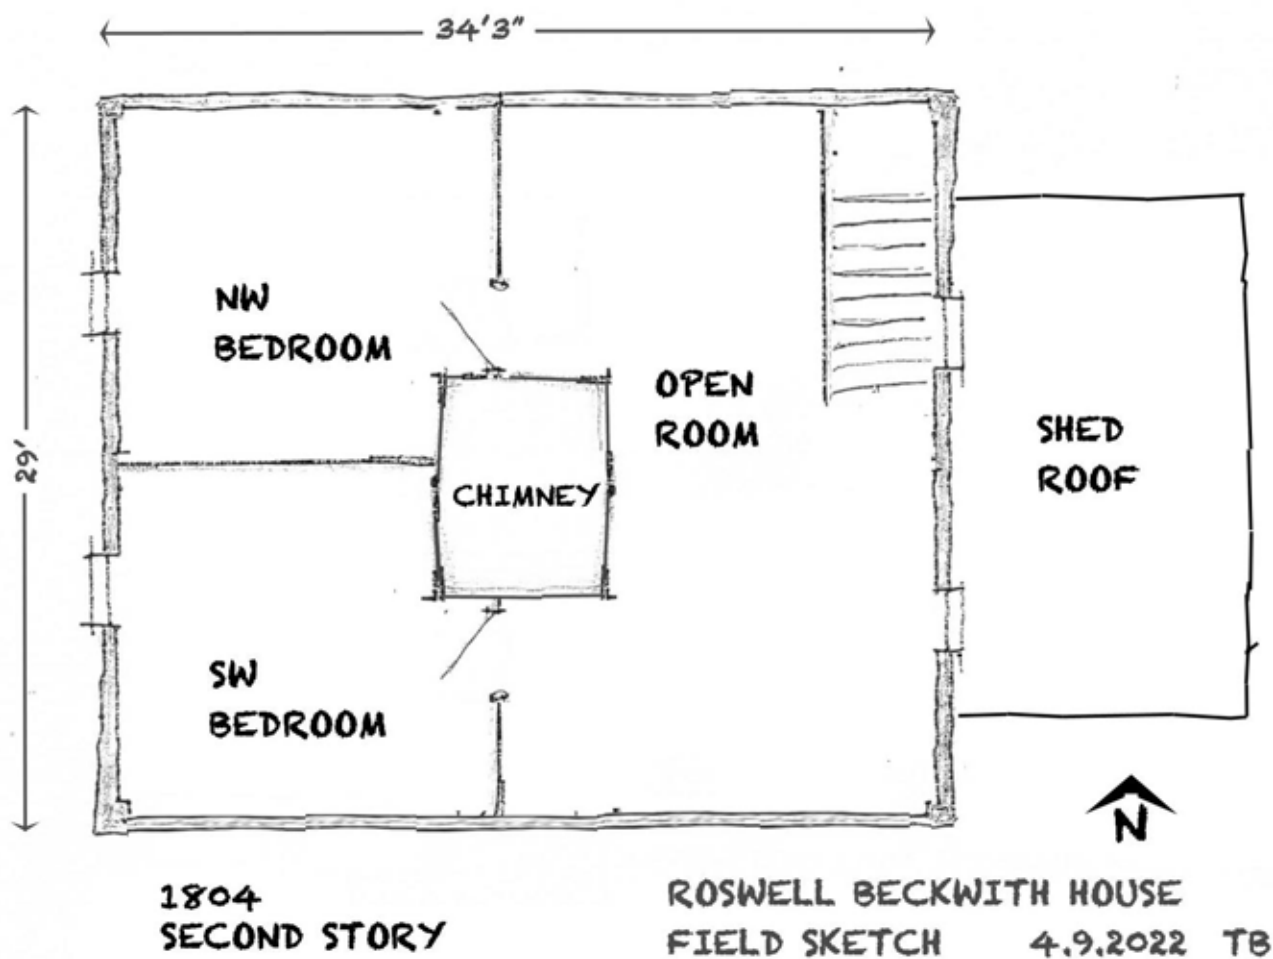 34'3"
29'
NW
BEDROOM
OPEN
ROOM
SHED
ROOF
CHIMNEY
SW
BEDROOM
N
1804
SECOND STORY
ROSWELL BECKWITH HOUSE
FIELD SKETCH 4.9.2022 TB